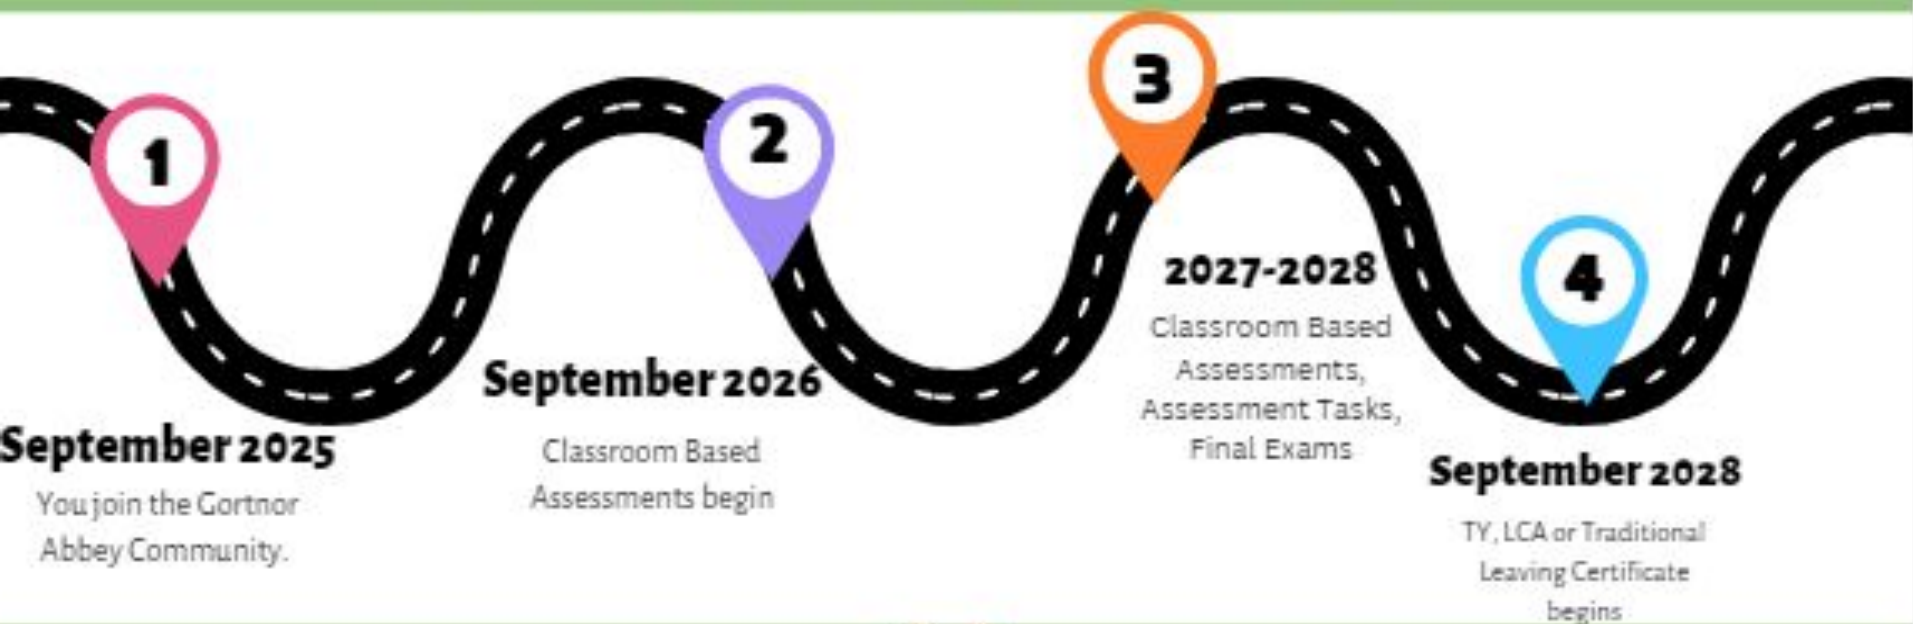 1
September 2025
You join the Gortnor
Abbey Community.
2
September 2026
Classroom Based
Assessments begin
3
2027-2028
Classroom Based
Assessments,
Assessment Tasks,
Final Exams
4
September 2028
TY, LCA or Traditional
Leaving Certificate
begins